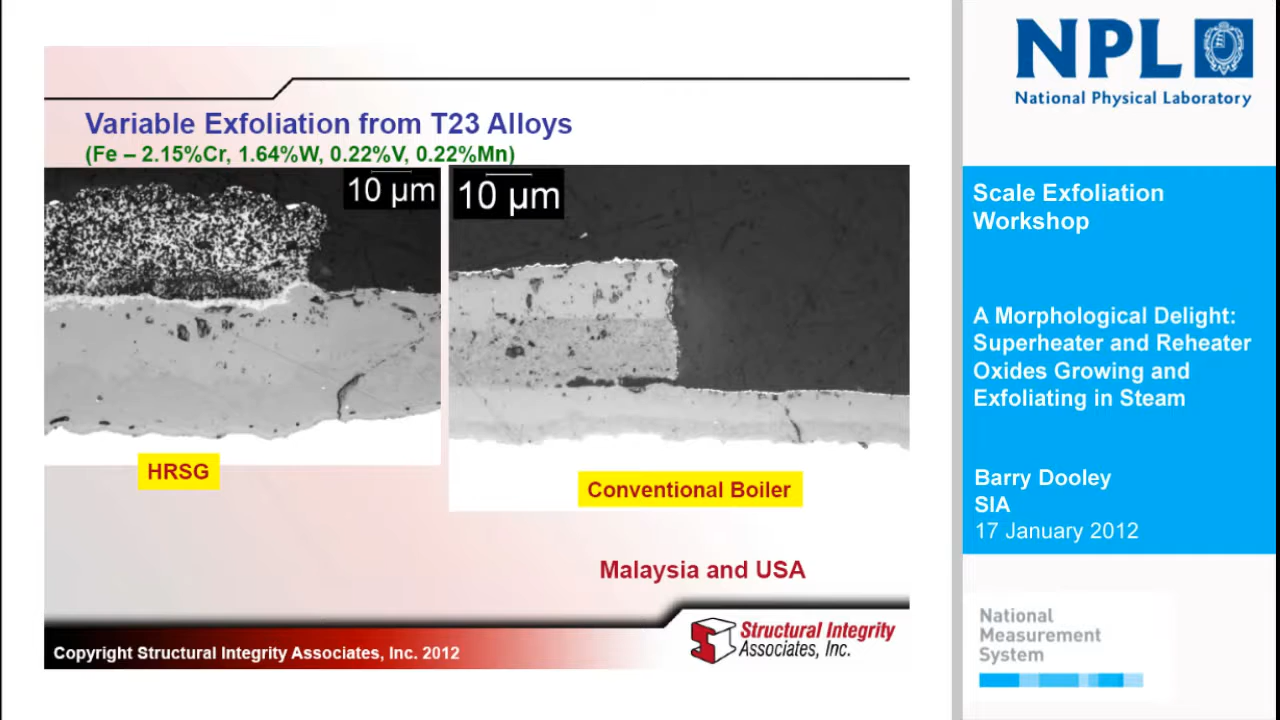 Variable Exfoliation from T23 Alloys
(Fe – 2.15%Cr, 1.64%W, 0.22%V, 0.22%Mn)
10 µm
10 µm
HRSG
Conventional Boiler
Malaysia and USA
Copyright Structural Integrity Associates, Inc. 2012
Structural Integrity
Associates, Inc.
NPL
National Physical Laboratory
Scale Exfoliation
Workshop
A Morphological Delight:
Superheater and Reheater
Oxides Growing and
Exfoliating in Steam
Barry Dooley
SIA
17 January 2012
National
Measurement
System